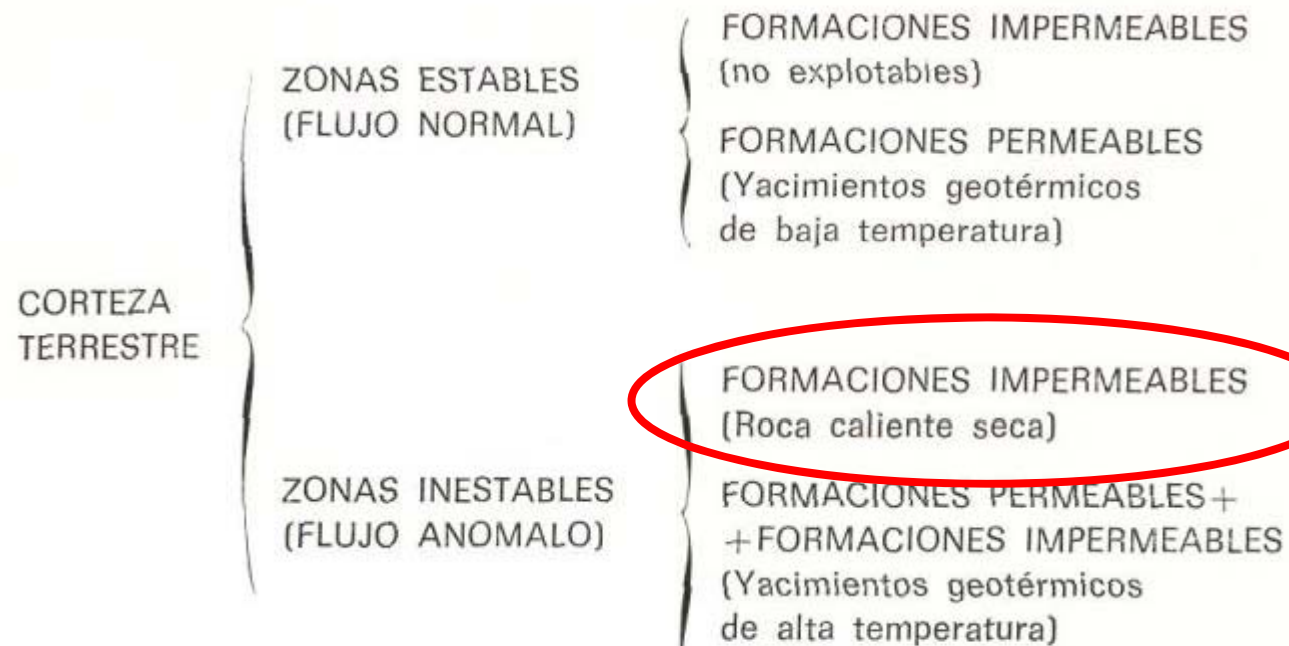 CORTEZA
TERRESTRE
ZONAS ESTABLES
(FLUJO NORMAL)
FORMACIONES IMPERMEABLES
(no explotables)
FORMACIONES PERMEABLES
(Yacimientos geotérmicos
de baja temperatura)
ZONAS INESTABLES
(FLUJO ANOMALO)
FORMACIONES IMPERMEABLES
(Roca caliente seca)
FORMACIONES PERMEABLES+
+FORMACIONES IMPERMEABLES
(Yacimientos geotérmicos
de alta temperatura)